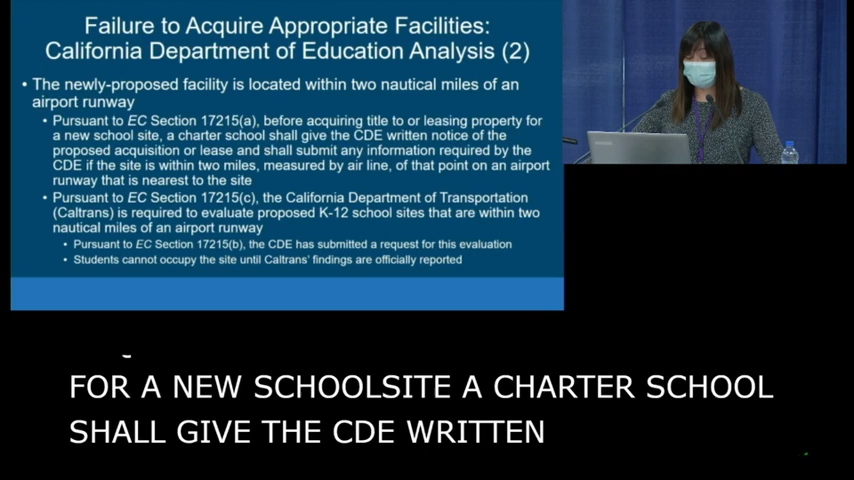 Failure to Acquire Appropriate Facilities:
California Department of Education Analysis (2)
• The newly-proposed facility is located within two nautical miles of an
airport runway
• Pursuant to EC Section 17215(a), before acquiring title to or leasing property for
a new school site, a charter school shall give the CDE written notice of the
proposed acquisition or lease and shall submit any information required by the
CDE if the site is within two miles, measured by air line, of that point on an airport
runway that is nearest to the site
• Pursuant to EC Section 17215(c), the California Department of Transportation
(Caltrans) is required to evaluate proposed K-12 school sites that are within two
nautical miles of an airport runway
• Pursuant to EC Section 17215(b), the CDE has submitted a request for this evaluation
• Students cannot occupy the site until Caltrans' findings are officially reported
FOR A NEW SCHOOLSITE A CHARTER SCHOOL
SHALL GIVE THE CDE WRITTEN